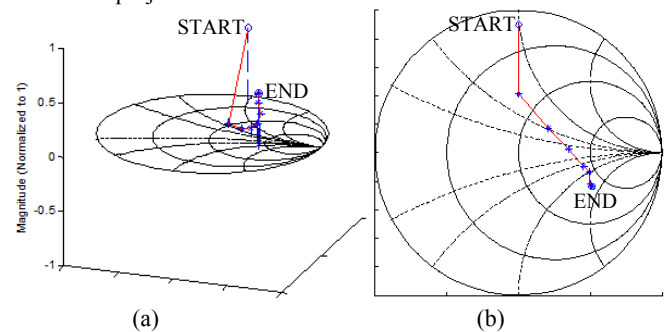 START
START
1
0.5
END
0
-0.5
END
-1
Magnitude (Normalized to 1)
(a)
(b)